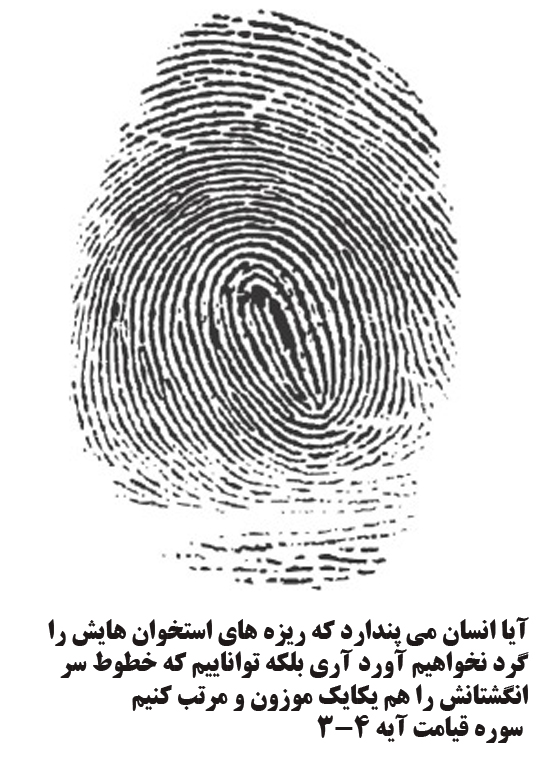 آیا انسان می پندارد که ریزه های استخوان هایش را
گرد نخواهیم آورد آری بلکه تواناییم که خطوط سر
انگشتانش را هم یکایک موزون و مرتب کنیم
سوره قیامت آیه ۴-۳